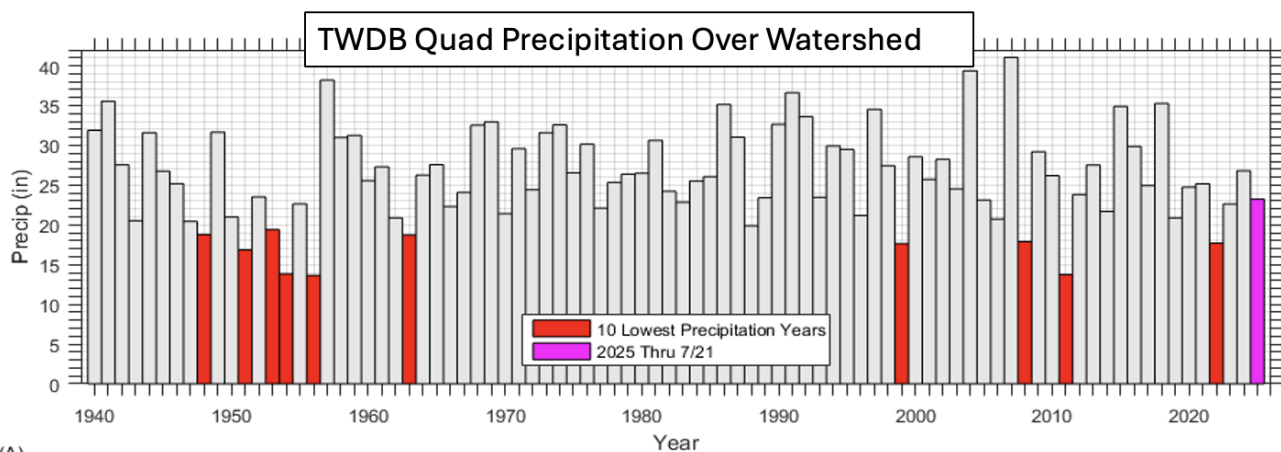 TWDB Quad Precipitation Over Watershed
40
35
30
25
20
15
10
5
0
Precip (in)
10 Lowest Precipitation Years
2025 Thru 7/21
1940 1950 1960 1970 1980 1990 2000 2010 2020
Year